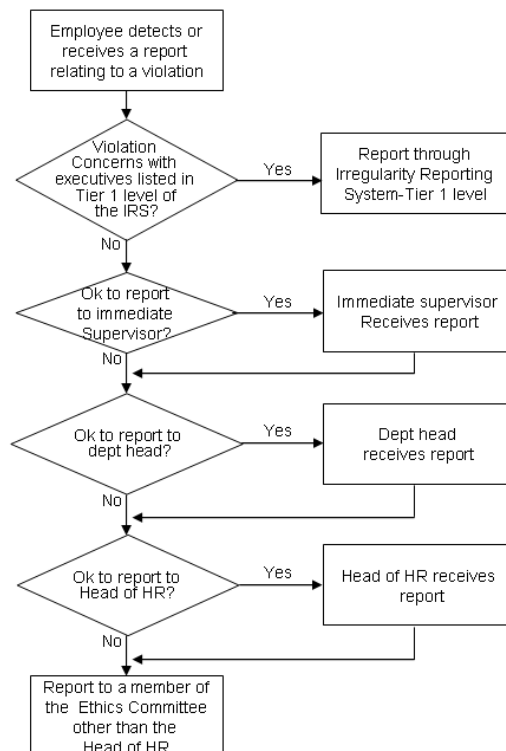 Employee detects or
receives a report
relating to a violation
Violation
Concerns with
executives listed in
Tier 1 level of
the IRS?
Yes
Report through
Irregularity Reporting
System-Tier 1 level
No
Ok to report
to immediate
Supervisor?
Yes
Immediate supervisor
Receives report
No
Ok to report to
dept head?
Yes
Dept head
receives report
No
Ok to report to
Head of HR?
Yes
Head of HR receives
report
No
Report to a member of
the Ethics Committee
other than the
Head of HR